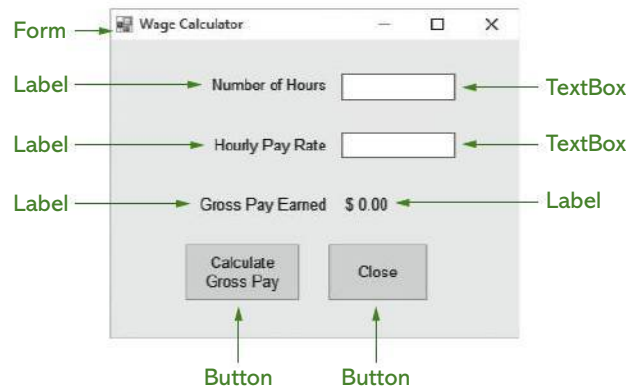 Form Wage Calculator
Label Number of Hours TextBox
Label Hourly Pay Rate TextBox
Label Gross Pay Earned $ 0.00 Label
Calculate
Gross Pay
Close
Button Button